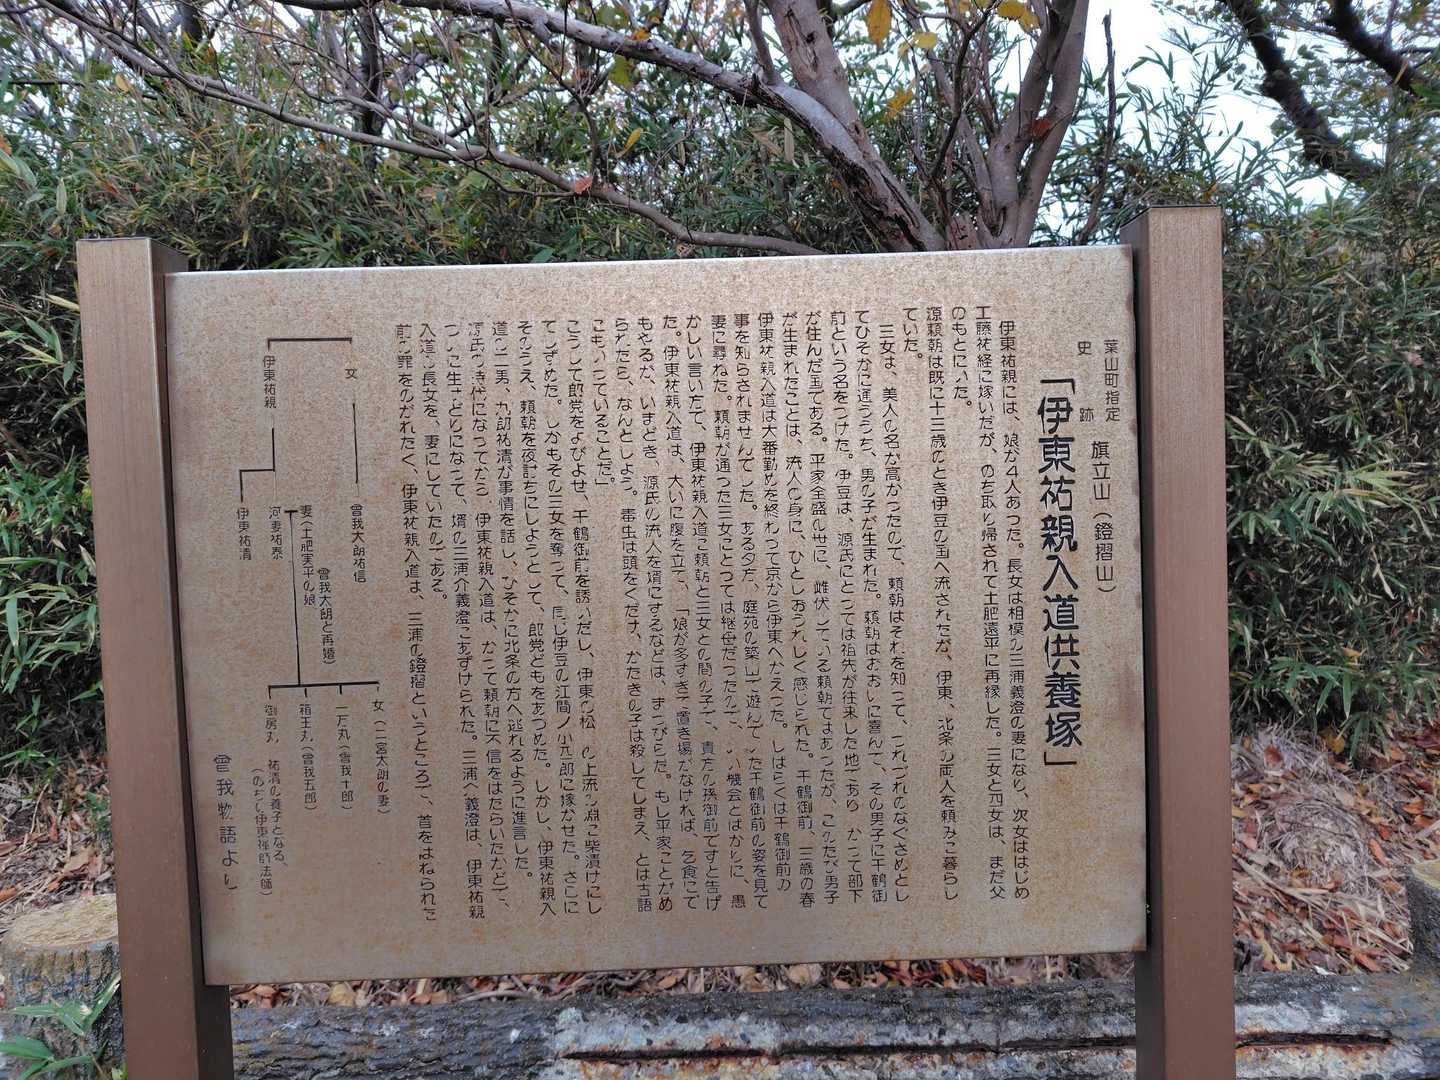 葉山町指定
史跡
旗立山（鐙摺山）
「伊東祐親入道供養塚」
伊東祐親には、娘が4人あった。長女は相模の三浦義澄の妻になり、次女ははじめ
工藤祐経に嫁いだが、のち取り帰されて土肥遠平に再縁した。三女と四女は、まだ父
のもとにいた。
源頼朝は既に十三歳のとき伊豆の国へ流されたが、伊東、北条の両人を頼みに暮らし
ていた。
三女は、美人の名が高かったので、頼朝はそれを知って、つれづれのなぐさめとし
てひそかに通ううち、男の子が生まれた。頼朝はおおいに喜んで、その男子に千鶴御
前という名をつけた。伊豆は、源氏にとっては祖先が往来した地であり、かつて部下
が住んだ国である。平家全盛の世に、雌伏している頼朝ではあったが、このたび男子
が生まれたことは、流人の身に、ひとしおうれしく感じられた。千鶴御前、三歳の春
伊東祐親入道は大番勤めを終わって京から伊東へかえった。しばらくは千鶴御前の
事を知らされませんでした。ある夕方、庭苑の築山で遊んでいた千鶴御前の姿を見て
妻に尋ねた。頼朝が通った三女にとっては継母だったので、いい機会とばかりに、愚
かしい言い方で、伊東祐親入道に頼朝と三女との間の子で、貴方の孫御前ですと告げ
た。伊東祐親入道は、大いに腹を立て、「娘が多すぎて置き場がなければ、乞食にで
もやるが、いまどき、源氏の流人を婿にするなどは、まっぴらだ。もし平家にとがめ
られたら、なんとしよう。毒虫は頭をくだけ、かたきの子は殺してしまえ、とは古語
にもいっていることだ。」
こうして郎党をよびよせ、千鶴御前を誘いだし、伊東の松 の上流の淵に柴漬けにし
てしずめた。しかもその三女を奪って、同じ伊豆の江間ノ小四郎に嫁がせた。さらに
そのうえ、頼朝を夜討ちにしようとして、郎党どもをあつめた。しかし、伊東祐親入
道の二男、九郎祐清が事情を話し、ひそかに北条の方へ逃れるように進言した。
源氏の時代になってから、伊東祐親入道は、かつて頼朝に不信をはたらいたかどで、
ついに生けどりになって、婿の三浦介義澄にあずけられた。三浦介義澄は、伊東祐親
入道の長女を、妻にしていたのである。
前の罪をのがれたく、伊東祐親入道は、三浦の鐙摺というところで、首をはねられた
女
伊東祐親
曾我太郎祐信
曾我太郎と再婚）
妻（土肥実平の娘
河妻祐泰
伊東祐清
女（二宮太朗の妻）
一万丸（曾我十郎）
箱王丸（曾我五郎）
御房丸
祐清の養子となる、
（のちに伊東禅師法師）
曾我物語より